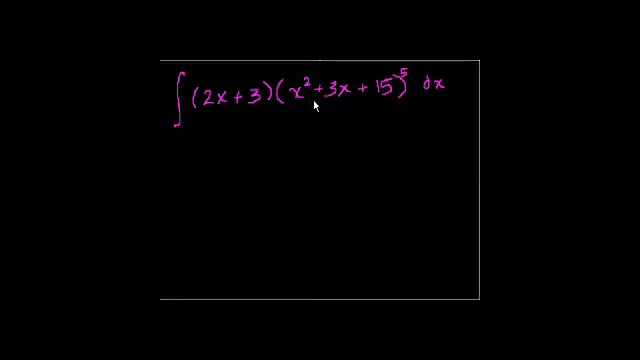 ∫ (2x + 3)(x² + 3x + 15)⁵ dx